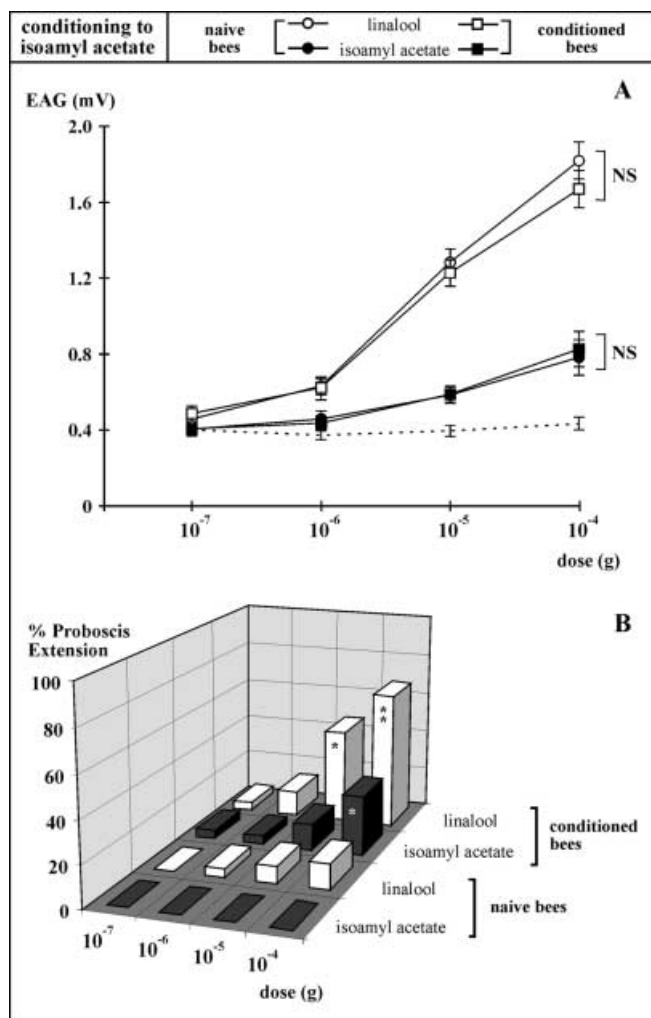 conditioning to
isoamyl acetate
naive
bees
linalool
isoamyl acetate
conditioned
bees
A
EAG (mV)
2.0
1.6
1.2
0.8
0.4
0
NS
NS
10⁻⁷ 10⁻⁶ 10⁻⁵ 10⁻⁴
dose (g)
B
% Proboscis
Extension
100
80
60
40
20
0
*
*
*
*
linalool
isoamyl acetate
conditioned
bees
linalool
isoamyl acetate
naive bees
10⁻⁷ 10⁻⁶ 10⁻⁵ 10⁻⁴
dose (g)